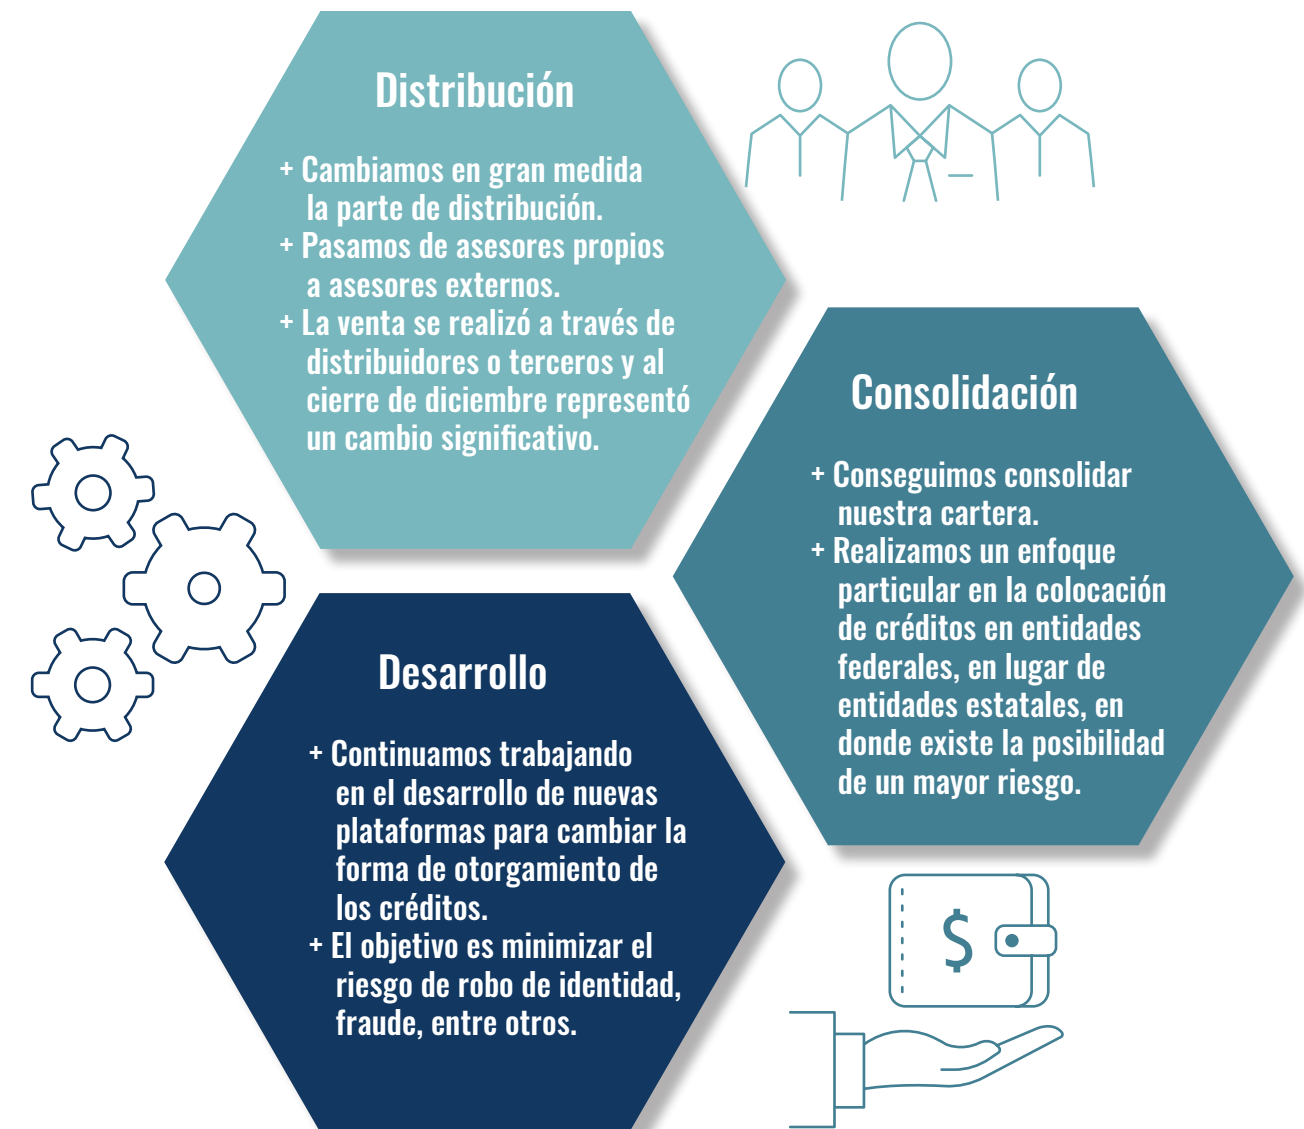 Distribución
+ Cambiamos en gran medida
la parte de distribución.
+ Pasamos de asesores propios
a asesores externos.
+ La venta se realizó a través de
distribuidores o terceros y al
cierre de diciembre representó
un cambio significativo.
Consolidación
+ Conseguimos consolidar
nuestra cartera.
+ Realizamos un enfoque
particular en la colocación
de créditos en entidades
federales, en lugar de
entidades estatales, en
donde existe la posibilidad
de un mayor riesgo.
Desarrollo
+ Continuamos trabajando
en el desarrollo de nuevas
plataformas para cambiar la
forma de otorgamiento de
los créditos.
+ El objetivo es minimizar el
riesgo de robo de identidad,
fraude, entre otros.
$